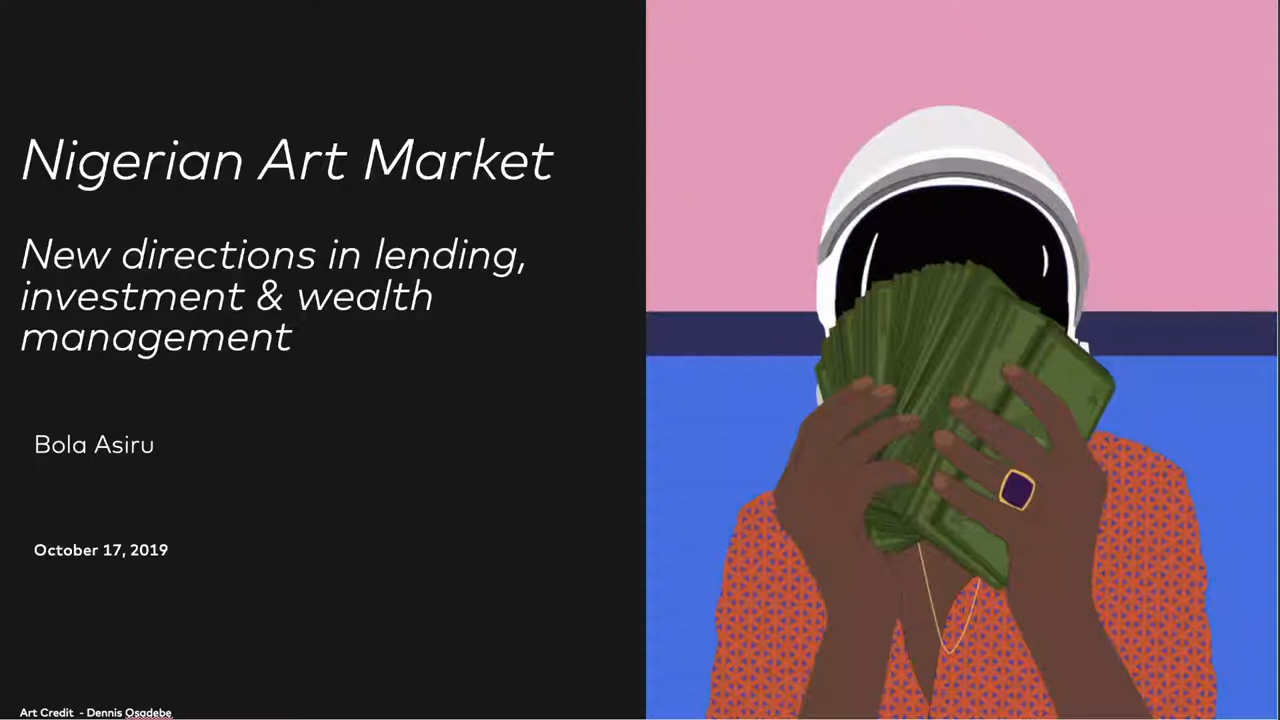 Nigerian Art Market
New directions in lending,
investment & wealth
management
Bola Asiru
October 17, 2019
Art Credit - Dennis Osadebe